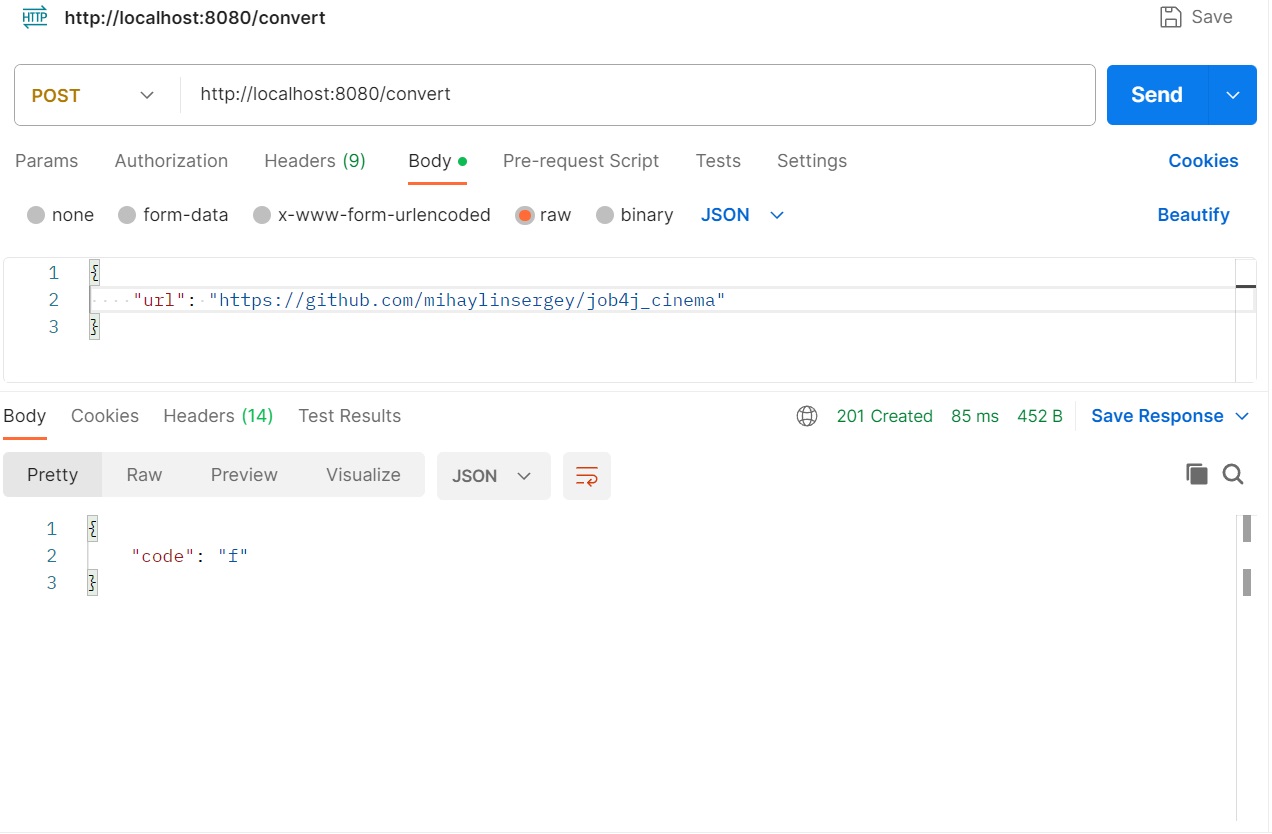 HTTP http://localhost:8080/convert Save
POST http://localhost:8080/convert Send
Params Authorization Headers (9) Body Pre-request Script Tests Settings Cookies
none form-data x-www-form-urlencoded raw binary JSON Beautify
1 {
2 ····"url":·"https://github.com/mihaylinsergey/job4j_cinema"
3 }
Body Cookies Headers (14) Test Results 201 Created 85 ms 452 B Save Response
Pretty Raw Preview Visualize JSON
1 {
2 "code": "f"
3 }